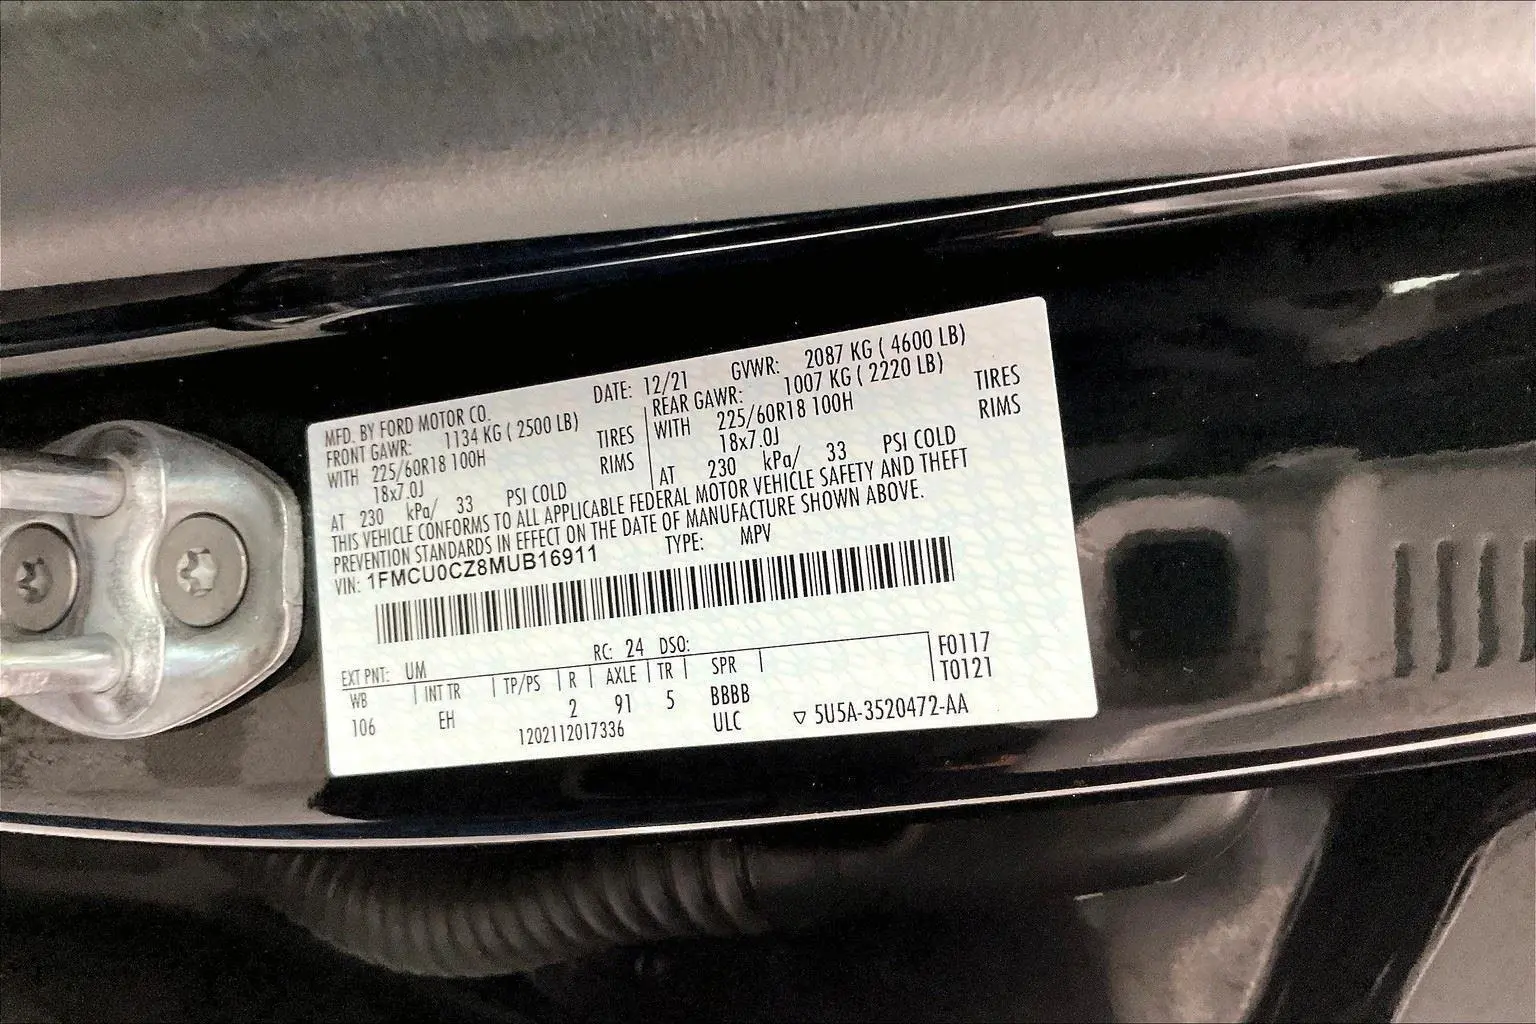 MFD. BY FORD MOTOR CO. DATE: 12/21 GVWR: 2087 KG ( 4600 LB)
FRONT GAWR: 1134 KG ( 2500 LB) REAR GAWR: 1007 KG ( 2220 LB)
WITH 225/60R18 100H TIRES WITH 225/60R18 100H TIRES
18x7.0J RIMS 18x7.0J RIMS
AT 230 kPa/ 33 PSI COLD AT 230 kPa/ 33 PSI COLD
THIS VEHICLE CONFORMS TO ALL APPLICABLE FEDERAL MOTOR VEHICLE SAFETY AND THEFT
PREVENTION STANDARDS IN EFFECT ON THE DATE OF MANUFACTURE SHOWN ABOVE.
VIN: 1FMCU0CZ8MUB16911 TYPE: MPV
EXT PNT: UM RC: 24 DSO: F0117
WB INT TR TP/PS R AXLE TR SPR T0121
106 EH 2 91 5 BBBB
1202112017336 ULC ▽ 5U5A-3520472-AA